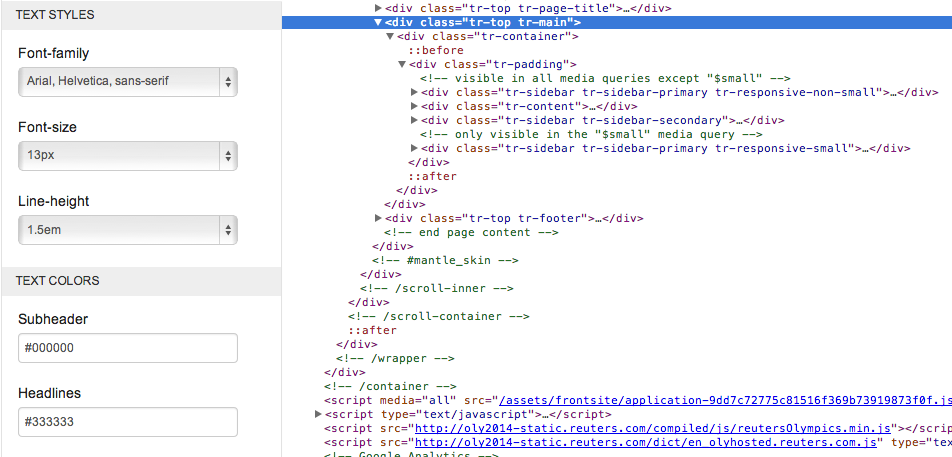 TEXT STYLES
Font-family
Arial, Helvetica, sans-serif
Font-size
13px
Line-height
1.5em
TEXT COLORS
Subheader
#000000
Headlines
#333333
<div class="tr-top tr-page-title">…</div>
<div class="tr-top tr-main">
<div class="tr-container">
::before
<div class="tr-padding">
<!-- visible in all media queries except "$small" -->
<div class="tr-sidebar tr-sidebar-primary tr-responsive-non-small">…</div>
<div class="tr-content">…</div>
<div class="tr-sidebar tr-sidebar-secondary">…</div>
<!-- only visible in the "$small" media query -->
<div class="tr-sidebar tr-sidebar-primary tr-responsive-small">…</div>
</div>
::after
</div>
</div>
<div class="tr-top tr-footer">…</div>
<!-- end page content -->
</div>
<!-- #mantle_skin -->
</div>
<!-- /scroll-inner -->
</div>
<!-- /scroll-container -->
::after
</div>
<!-- /wrapper -->
</div>
<!-- /container -->
<script media="all" src="/assets/frontsite/application-9dd7c72775c81516f369b73919873f0f.js
<script type="text/javascript">…</script>
<script src="http://oly2014-static.reuters.com/compiled/js/reutersOlympics.min.js"></script>
<script src="http://oly2014-static.reuters.com/dict/en_olyhosted.reuters.com.js" type="text
<!-- Google Analytics -->